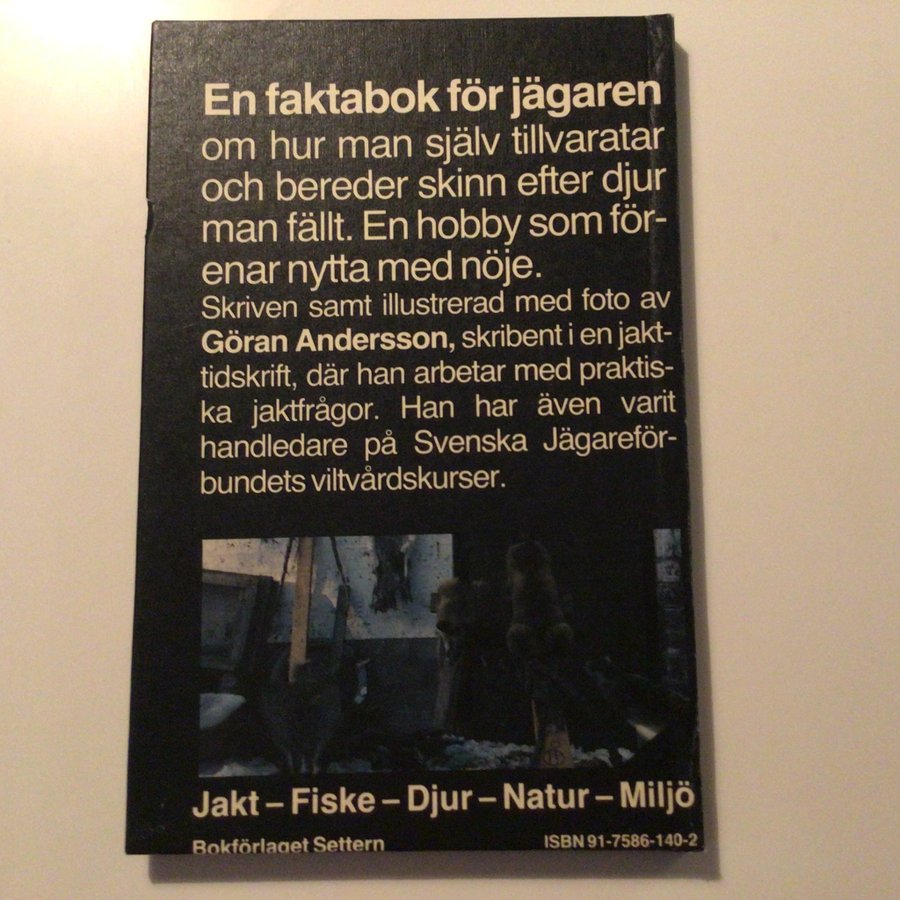 En faktabok för jägaren
om hur man själv tillvaratar
och bereder skinn efter djur
man fällt. En hobby som för-
enar nytta med nöje.
Skriven samt illustrerad med foto av
Göran Andersson, skribent i en jakt-
tidskrift, där han arbetar med praktis-
ka jaktfrågor. Han har även varit
handledare på Svenska Jägareför-
bundets viltvårdskurser.
Jakt – Fiske – Djur – Natur – Miljö
Bokförlaget Settern
ISBN 91-7586-140-2